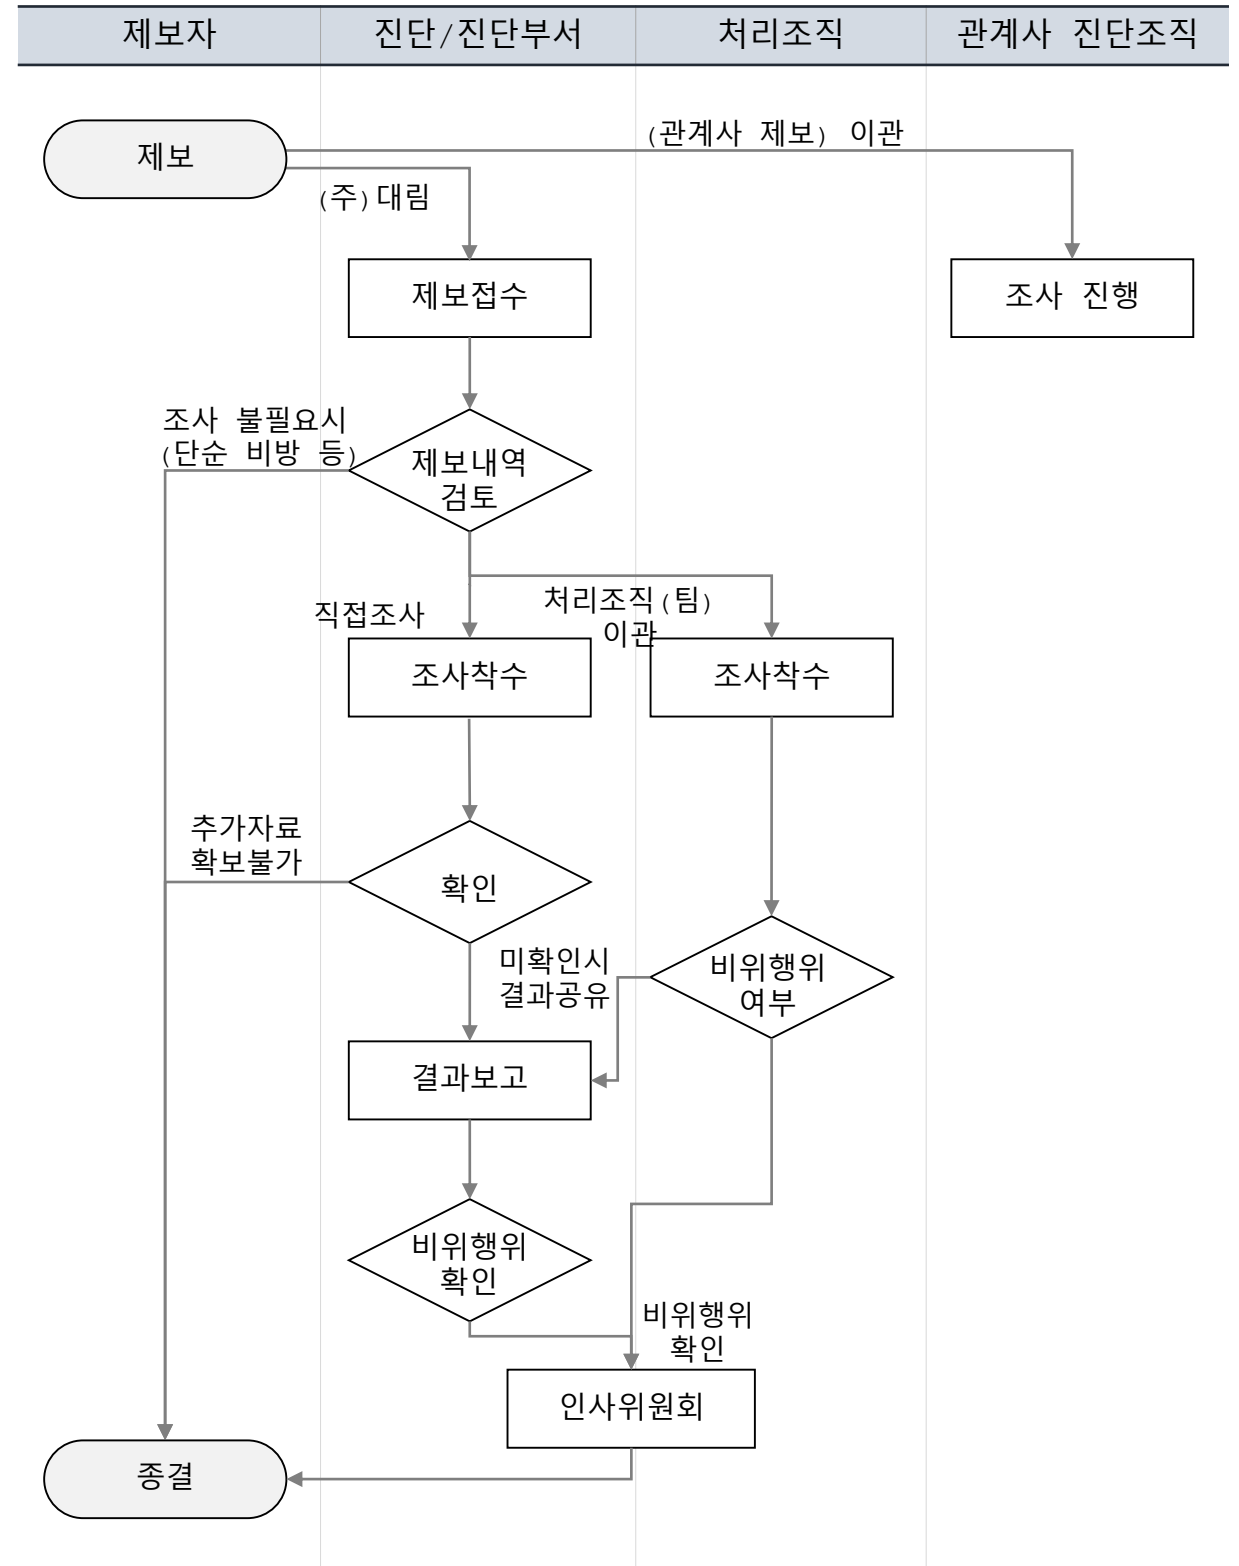 제보자
진단/진단부서
처리조직
관계사 진단조직
제보
(관계사 제보) 이관
(주)대림
제보접수
조사 진행
조사 불필요시
(단순 비방 등)
제보내역
검토
직접조사
처리조직(팀)
이관
조사착수
조사착수
추가자료
확보불가
확인
미확인시
결과공유
비위행위
여부
결과보고
비위행위
확인
비위행위
확인
인사위원회
종결